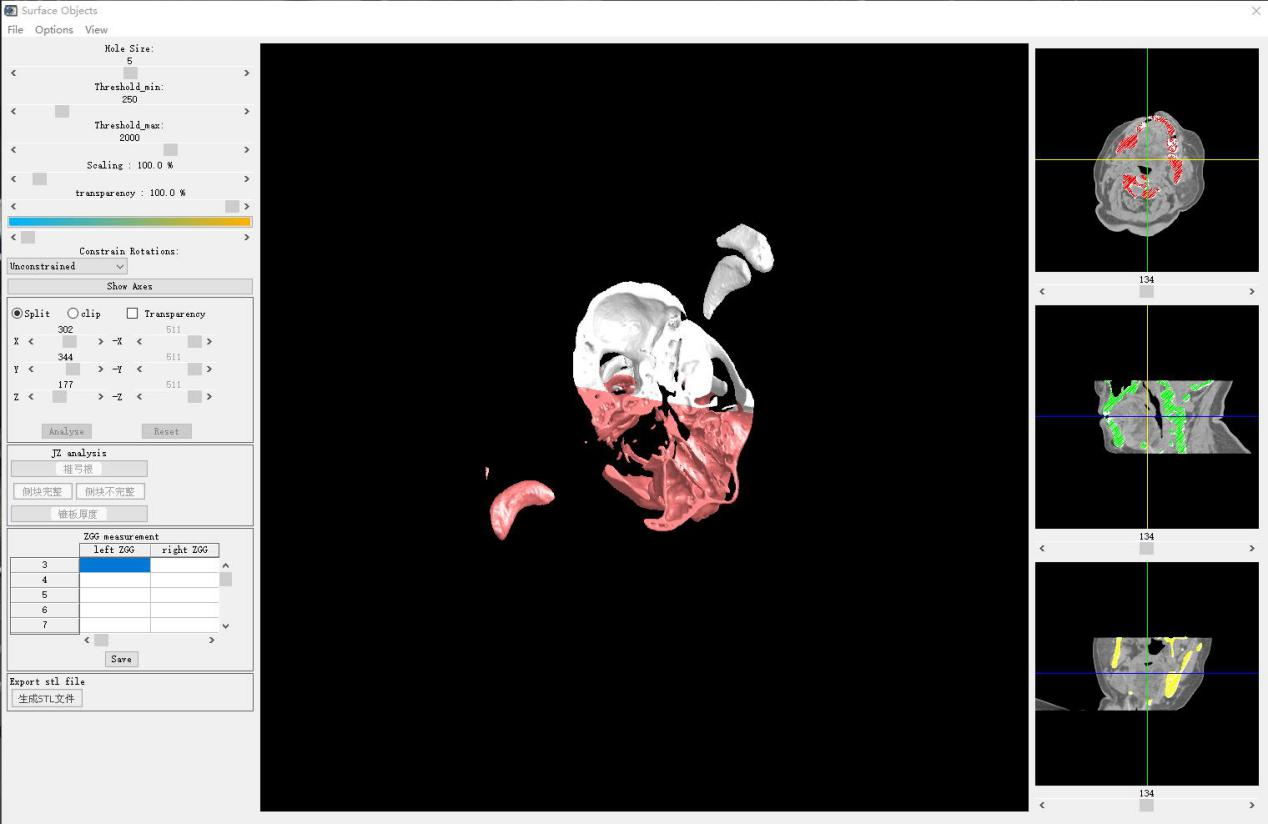 Surface Objects
File Options View
Hole Size:
5
Threshold_min:
250
Threshold_max:
2000
Scaling : 100.0 %
transparency : 100.0 %
Constrain Rotations:
Unconstrained
Show Axes
Split clip Transparency
302 511
X -X
344 511
Y -Y
177 511
Z -Z
Analyse Reset
JZ analysis
椎弓根
侧块完整 侧块不完整
锥板厚度
ZGG measurement
left ZGG right ZGG
3
4
5
6
7
Save
Export stl file
生成STL文件
134
134
134